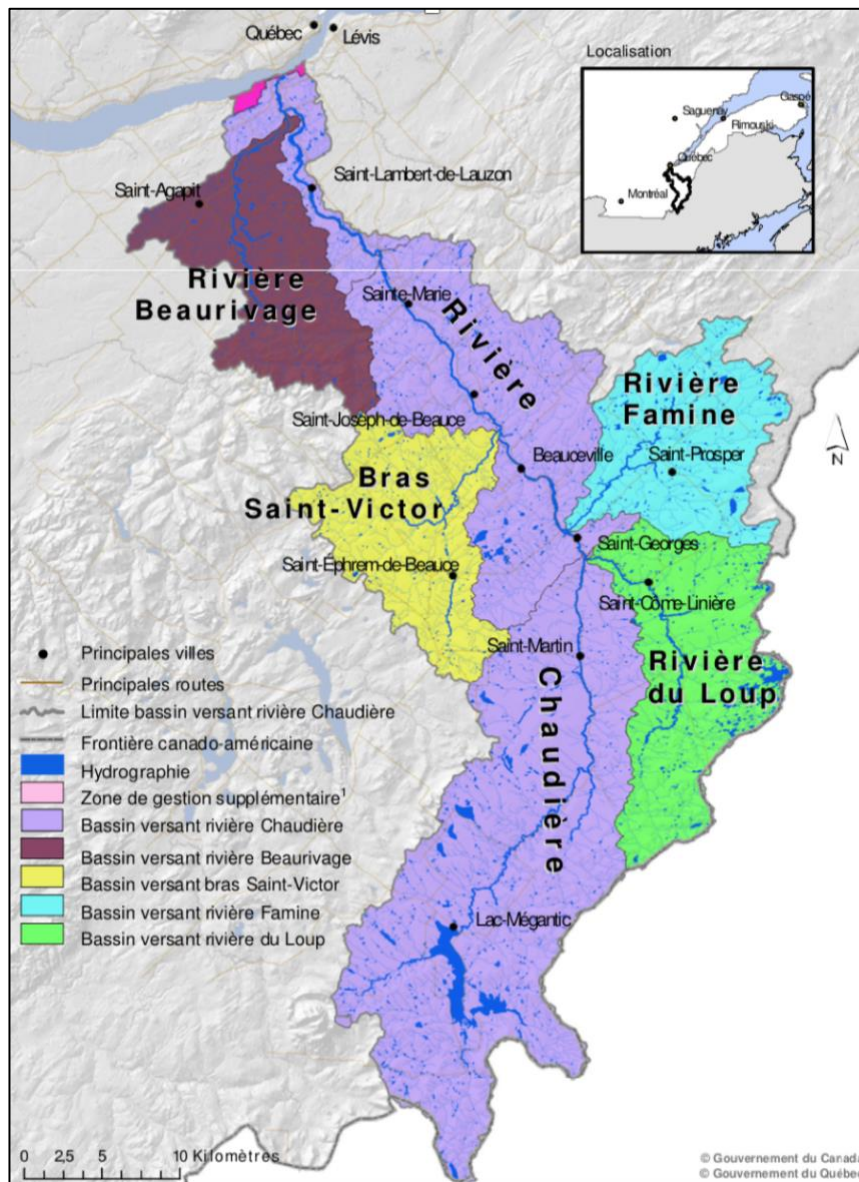 Québec
Lévis
Localisation
Saguenay
Gaspé
Rimouski
Québec
Montréal
Saint-Agapit
Saint-Lambert-de-Lauzon
Rivière
Beaurivage
Sainte-Marie
Rivière
Rivière
Famine
Saint-Joseph-de-Beauce
Beauceville
Saint-Prosper
N
Bras
Saint-Victor
Saint-Georges
Saint-Éphrem-de-Beauce
Saint-Côme-Linière
Saint-Martin
Chaudière
Rivière
du Loup
Lac-Mégantic
Principales villes
Principales routes
Limite bassin versant rivière Chaudière
Frontière canado-américaine
Hydrographie
Zone de gestion supplémentaire¹
Bassin versant rivière Chaudière
Bassin versant rivière Beaurivage
Bassin versant bras Saint-Victor
Bassin versant rivière Famine
Bassin versant rivière du Loup
0 2,5 5 10 Kilomètres
© Gouvernement du Canada
© Gouvernement du Québec